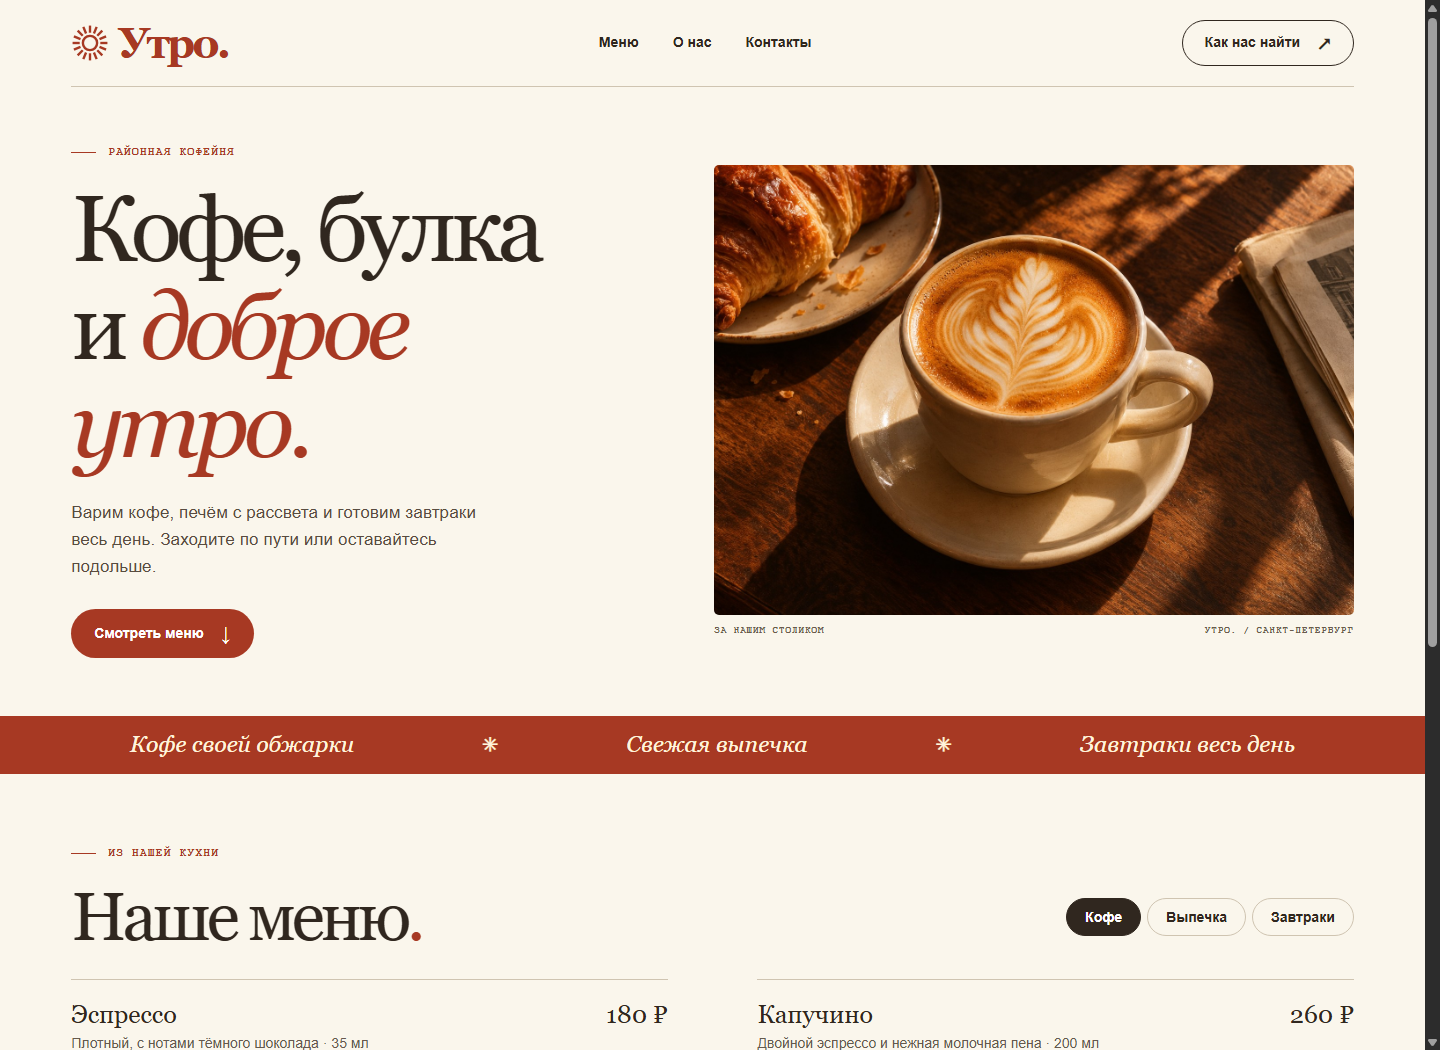 Утро.
Меню
О нас
Контакты
Как нас найти ↗
РАЙОННАЯ КОФЕЙНЯ
Кофе, булка
и доброе
утро.
Варим кофе, печём с рассвета и готовим завтраки
весь день. Заходите по пути или оставайтесь
подольше.
Смотреть меню ↓
ЗА НАШИМ СТОЛИКОМ
УТРО. / САНКТ-ПЕТЕРБУРГ
Кофе своей обжарки
Свежая выпечка
Завтраки весь день
ИЗ НАШЕЙ КУХНИ
Наше меню.
Кофе
Выпечка
Завтраки
Эспрессо 180 ₽
Плотный, с нотами тёмного шоколада · 35 мл
Капучино 260 ₽
Двойной эспрессо и нежная молочная пена · 200 мл